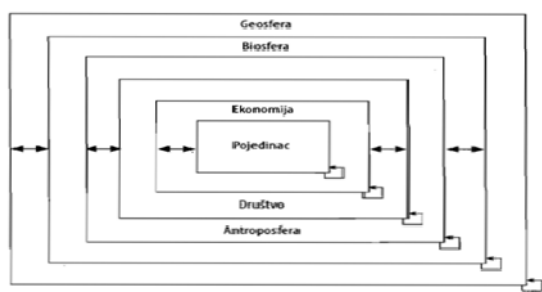 Geosfera
Biosfera
Ekonomija
Pojedinac
Društvo
Antroposfera